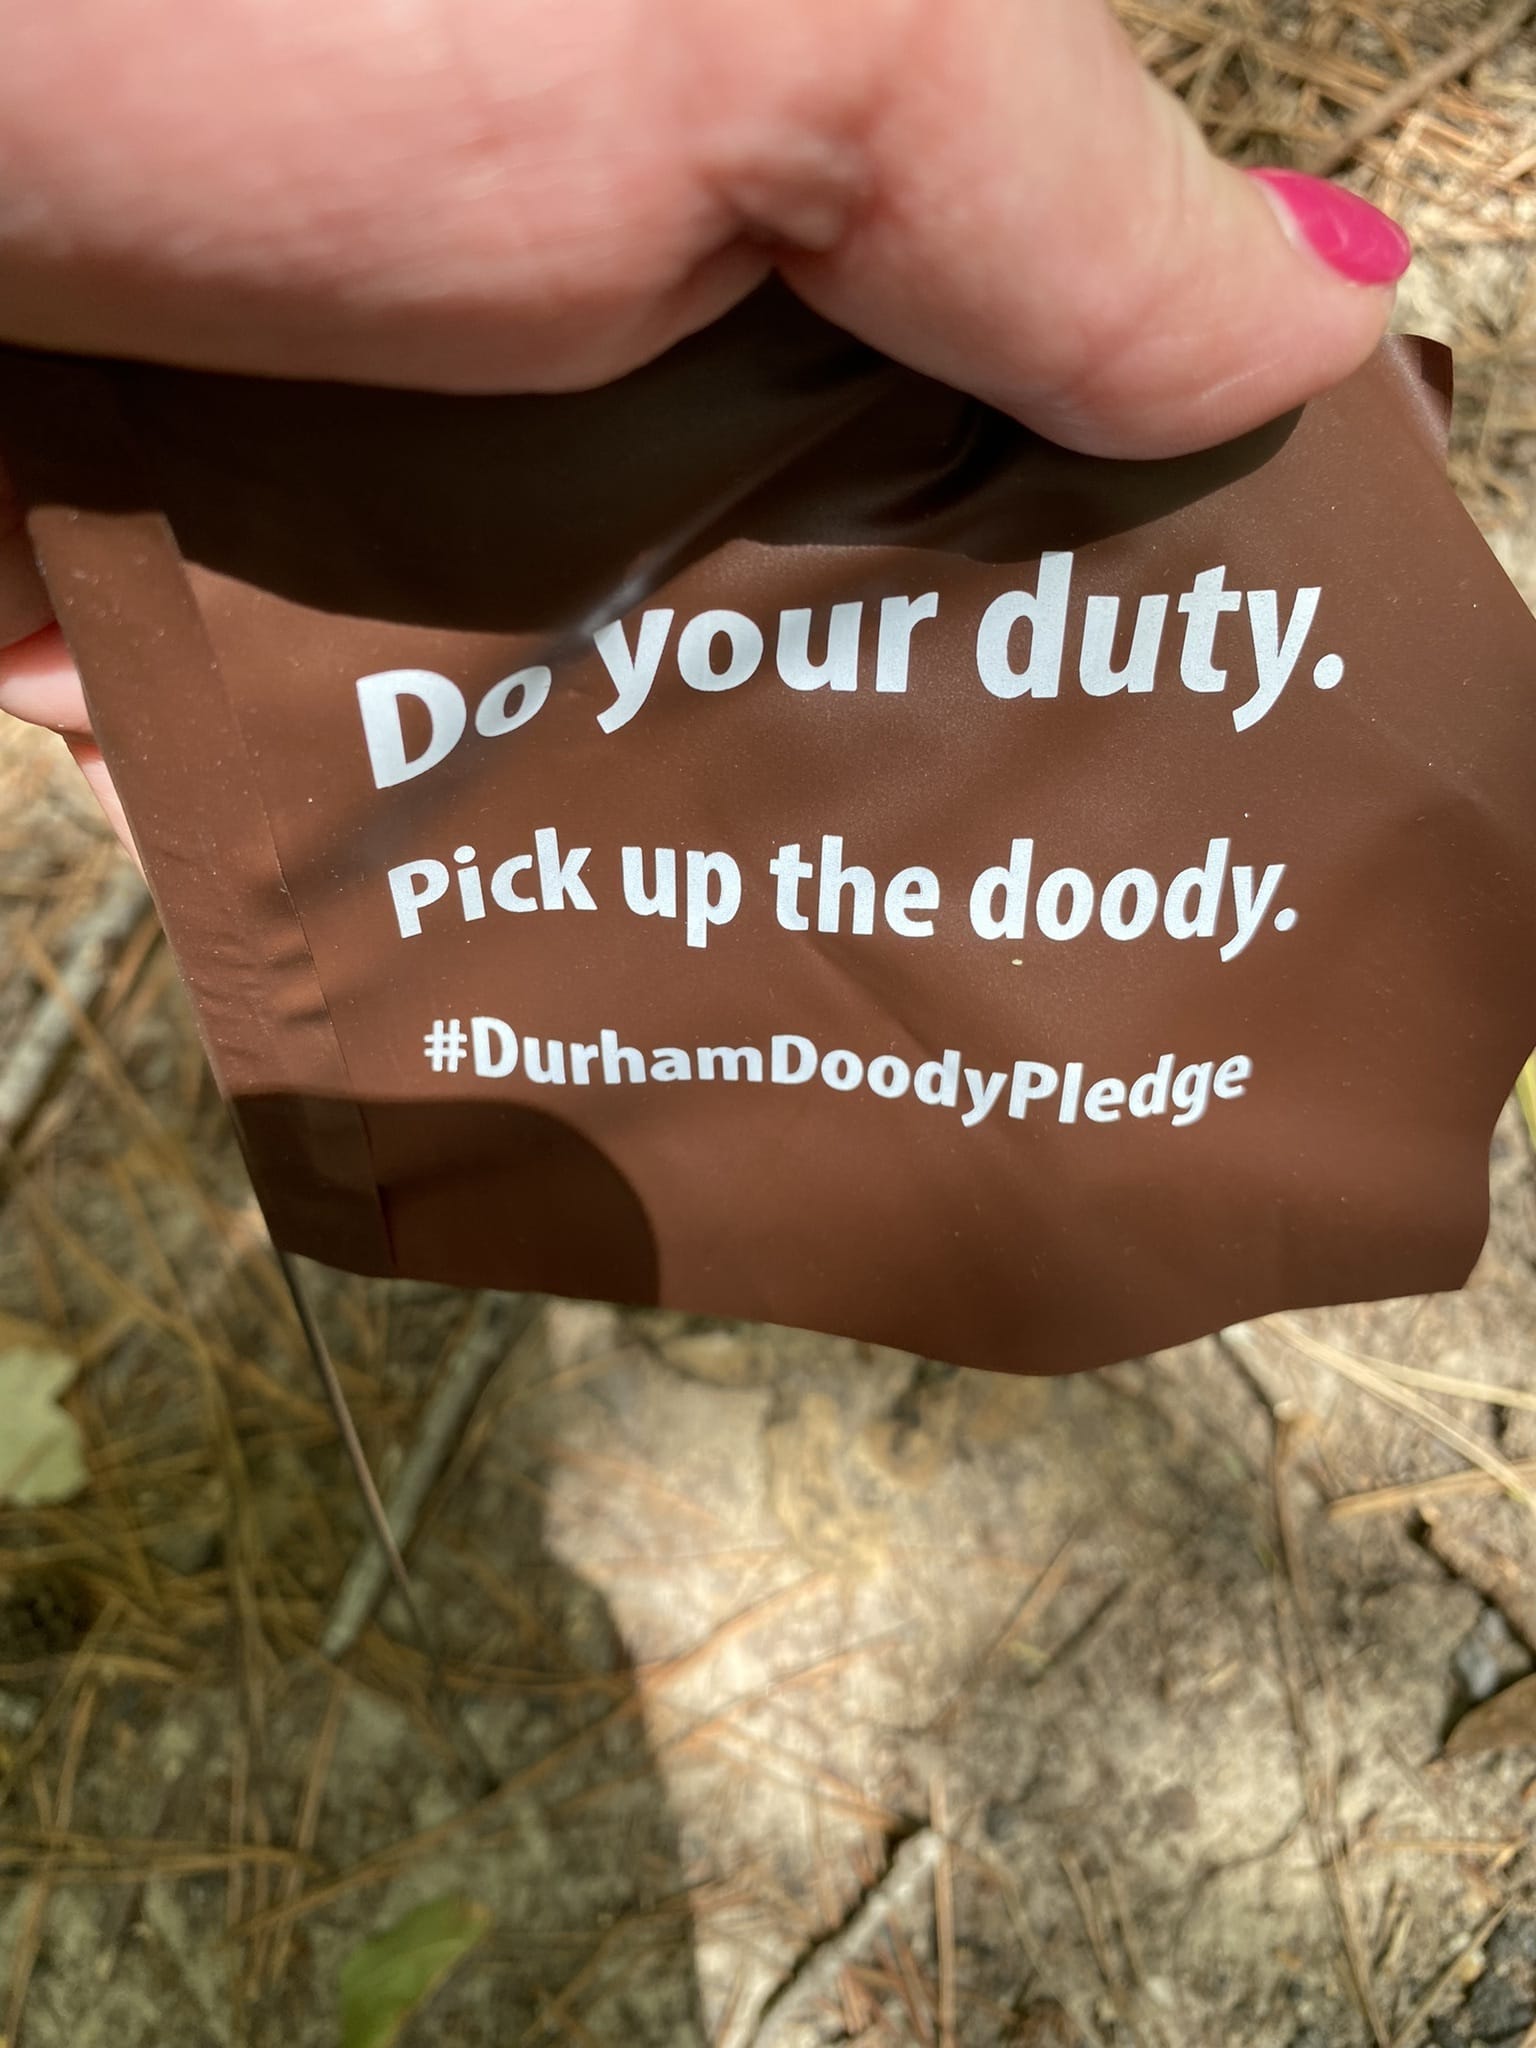 Do your duty.
Pick up the doody.
#DurhamDoodyPledge